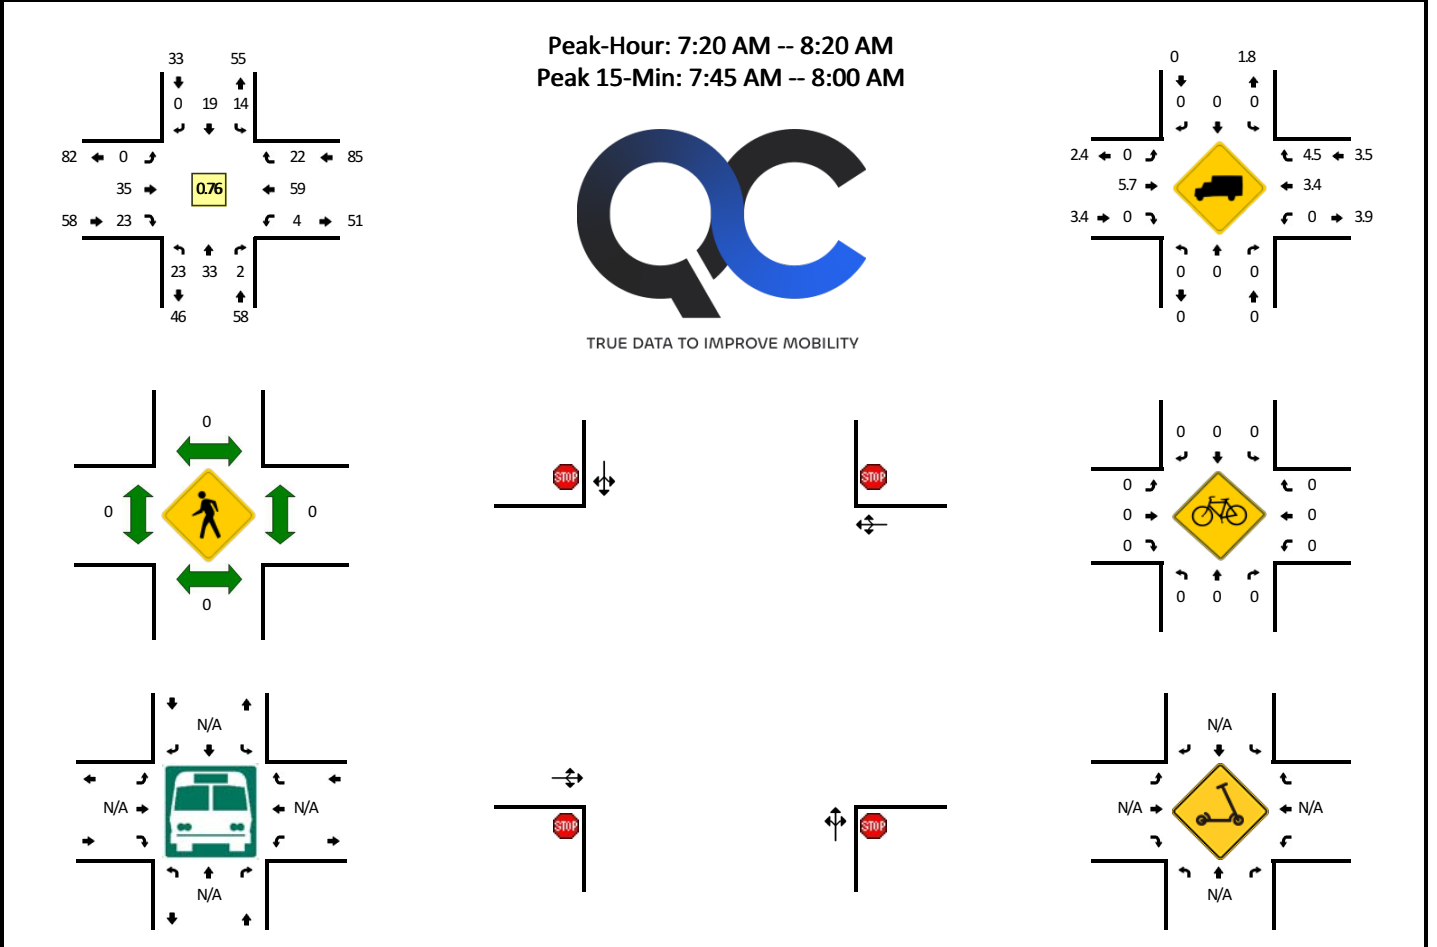 Peak-Hour: 7:20 AM -- 8:20 AM
Peak 15-Min: 7:45 AM -- 8:00 AM
33 55
0 19 14
82 0 22 85
35 0.76 59
58 23 4 51
23 33 2
46 58
TRUE DATA TO IMPROVE MOBILITY
0 1.8
0 0 0
2.4 0 4.5 3.5
5.7 3.4
3.4 0 0 3.9
0 0 0
0 0
0
0 0
0
STOP STOP
STOP STOP
0 0 0
0 0
0 0
0 0
0 0 0
N/A
N/A N/A
N/A
N/A
N/A N/A
N/A